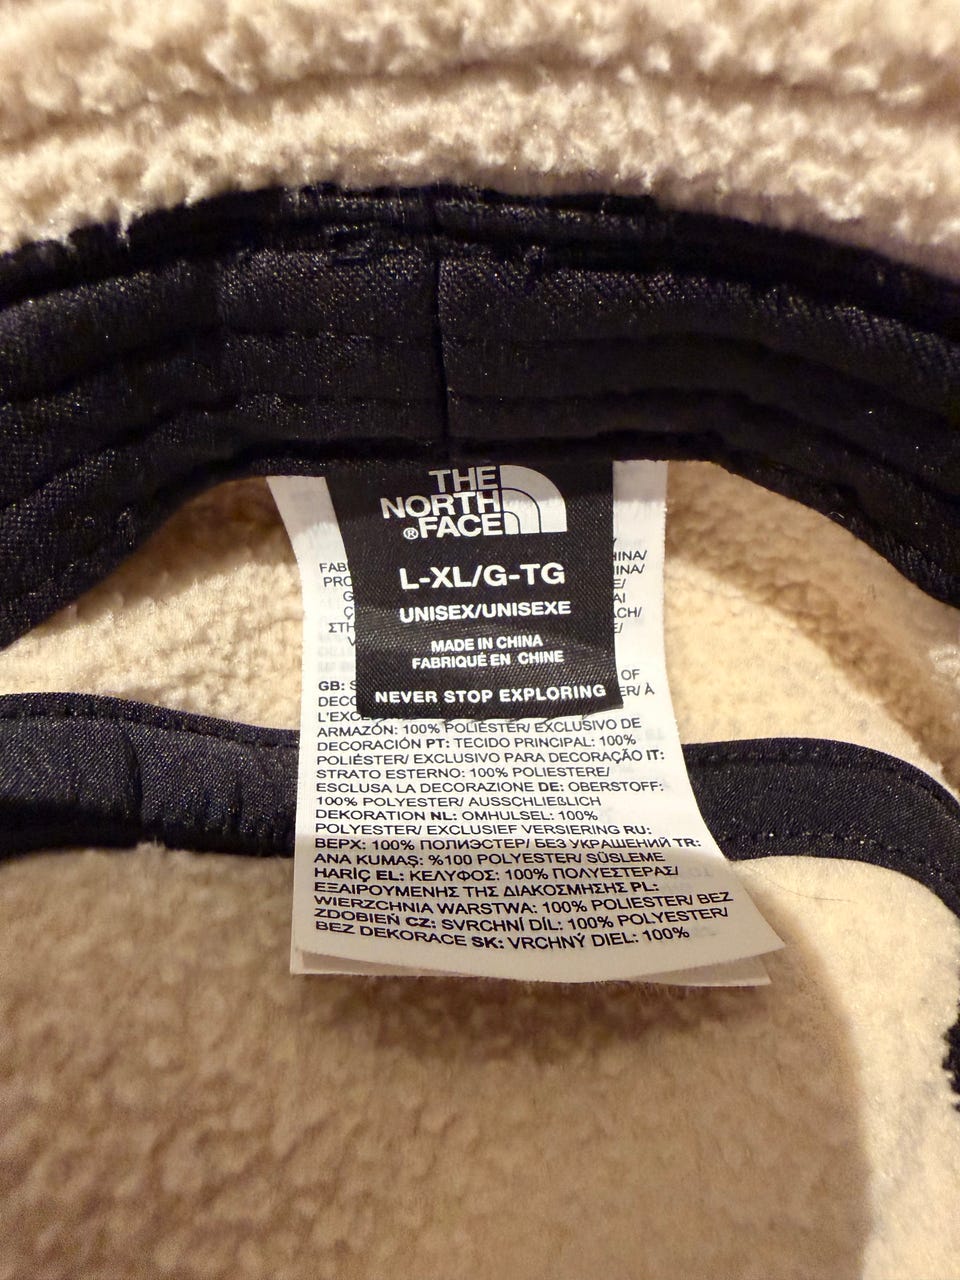 THE
NORTH
®FACE
L-XL/G-TG
UNISEX/UNISEXE
MADE IN CHINA
FABRIQUÉ EN CHINE
NEVER STOP EXPLORING
GB:
OF
ARMAZÓN: 100% POLIÉSTER/ EXCLUSIVO DE
DECORACIÓN PT: TECIDO PRINCIPAL: 100%
POLIÉSTER/ EXCLUSIVO PARA DECORAÇÃO IT:
STRATO ESTERNO: 100% POLIESTERE/
ESCLUSA LA DECORAZIONE DE: OBERSTOFF:
100% POLYESTER/ AUSSCHLIEßLICH
DEKORATION NL: OMHULSEL: 100%
POLYESTER/ EXCLUSIEF VERSIERING RU:
ВЕРХ: 100% ПОЛИЭСТЕР/ БЕЗ УКРАШЕНИЙ TR:
ANA KUMAŞ: %100 POLYESTER/ SÜSLEME
HARİÇ EL: ΚΕΛΥΦΟΣ: 100% ΠΟΛΥΕΣΤΕΡΑΣ/
ΕΞΑΙΡΟΥΜΕΝΗΣ ΤΗΣ ΔΙΑΚΟΣΜΗΣΗΣ PL:
WIERZCHNIA WARSTWA: 100% POLIESTER/ BEZ
ZDOBIEŃ CZ: SVRCHNÍ DÍL: 100% POLYESTER/
BEZ DEKORACE SK: VRCHNÝ DIEL: 100%